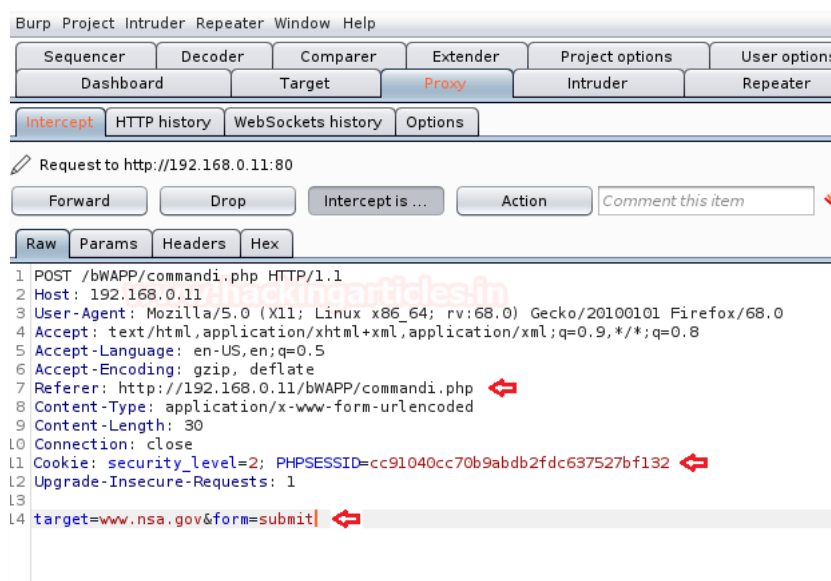 Burp Project Intruder Repeater Window Help
Sequencer Decoder Comparer Extender Project options User options
Dashboard Target Proxy Intruder Repeater
Intercept HTTP history WebSockets history Options
Request to http://192.168.0.11:80
Forward Drop Intercept is ... Action Comment this item
Raw Params Headers Hex
1 POST /bWAPP/commandi.php HTTP/1.1
www.hackingarticles.in
2 Host: 192.168.0.11
3 User-Agent: Mozilla/5.0 (X11; Linux x86_64; rv:68.0) Gecko/20100101 Firefox/68.0
4 Accept: text/html,application/xhtml+xml,application/xml;q=0.9,*/*;q=0.8
5 Accept-Language: en-US,en;q=0.5
6 Accept-Encoding: gzip, deflate
7 Referer: http://192.168.0.11/bWAPP/commandi.php
8 Content-Type: application/x-www-form-urlencoded
9 Content-Length: 30
10 Connection: close
11 Cookie: security_level=2; PHPSESSID=cc91040cc70b9abdb2fdc637527bf132
12 Upgrade-Insecure-Requests: 1
13
14 target=www.nsa.gov&form=submit